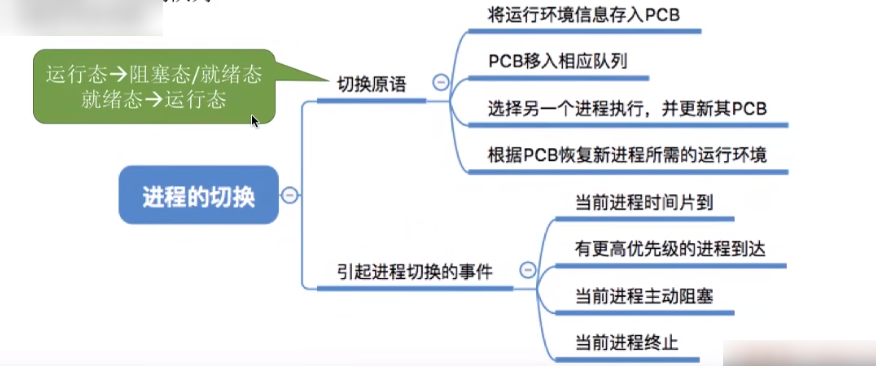 将运行环境信息存入PCB
运行态→阻塞态/就绪态
就绪态→运行态
切换原语
PCB移入相应队列
选择另一个进程执行，并更新其PCB
根据PCB恢复新进程所需的运行环境
进程的切换
引起进程切换的事件
当前进程时间片到
有更高优先级的进程到达
当前进程主动阻塞
当前进程终止